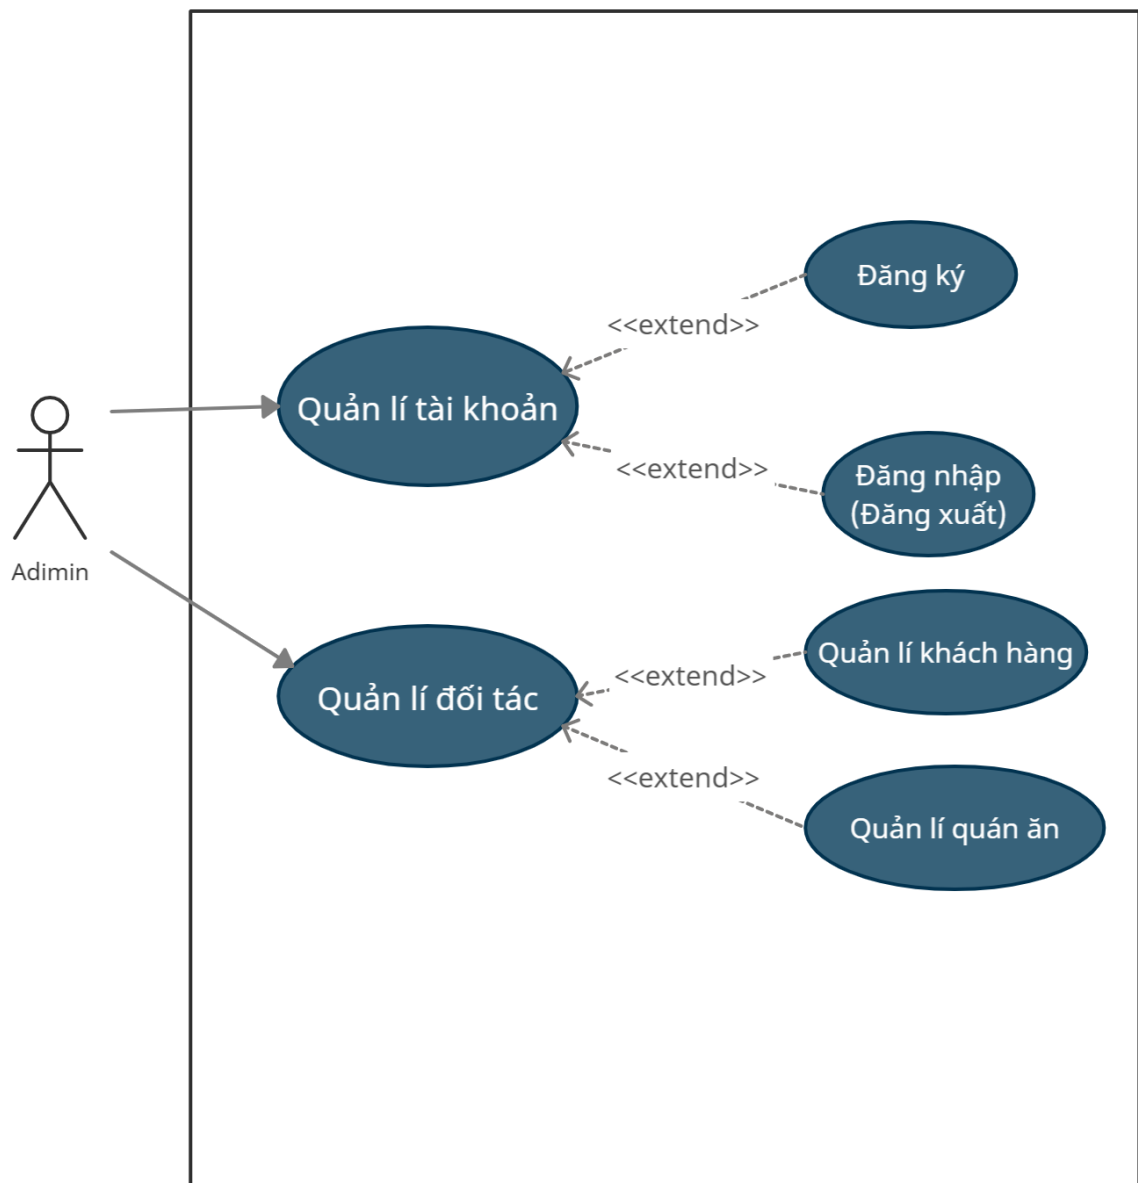 Đăng ký
<<extend>>
Quản lí tài khoản
<<extend>>
Đăng nhập
(Đăng xuất)
Adimin
Quản lí khách hàng
<<extend>>
Quản lí đối tác
<<extend>>
Quản lí quán ăn